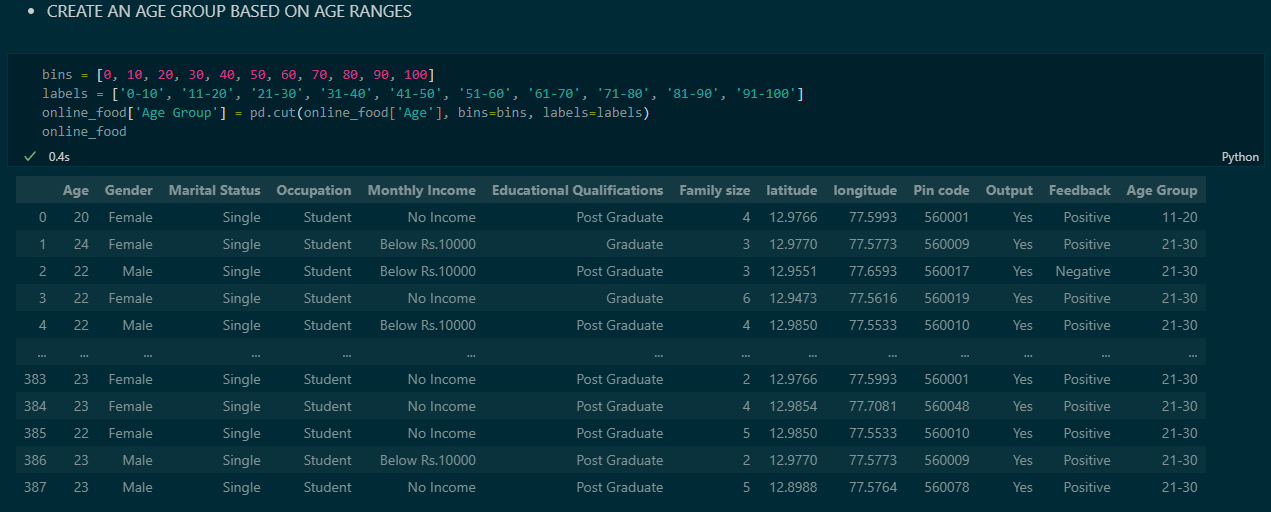 • CREATE AN AGE GROUP BASED ON AGE RANGES
bins = [0, 10, 20, 30, 40, 50, 60, 70, 80, 90, 100]
labels = ['0-10', '11-20', '21-30', '31-40', '41-50', '51-60', '61-70', '71-80', '81-90', '91-100']
online_food['Age Group'] = pd.cut(online_food['Age'], bins=bins, labels=labels)
online_food
✓ 0.4s Python
Age Gender Marital Status Occupation Monthly Income Educational Qualifications Family size latitude longitude Pin code Output Feedback Age Group
0 20 Female Single Student No Income Post Graduate 4 12.9766 77.5993 560001 Yes Positive 11-20
1 24 Female Single Student Below Rs.10000 Graduate 3 12.9770 77.5773 560009 Yes Positive 21-30
2 22 Male Single Student Below Rs.10000 Post Graduate 3 12.9551 77.6593 560017 Yes Negative 21-30
3 22 Female Single Student No Income Graduate 6 12.9473 77.5616 560019 Yes Positive 21-30
4 22 Male Single Student Below Rs.10000 Post Graduate 4 12.9850 77.5533 560010 Yes Positive 21-30
... ... ... ... ... ... ... ... ... ... ... ... ... ...
383 23 Female Single Student No Income Post Graduate 2 12.9766 77.5993 560001 Yes Positive 21-30
384 23 Female Single Student No Income Post Graduate 4 12.9854 77.7081 560048 Yes Positive 21-30
385 22 Female Single Student No Income Post Graduate 5 12.9850 77.5533 560010 Yes Positive 21-30
386 23 Male Single Student Below Rs.10000 Post Graduate 2 12.9770 77.5773 560009 Yes Positive 21-30
387 23 Male Single Student No Income Post Graduate 5 12.8988 77.5764 560078 Yes Positive 21-30